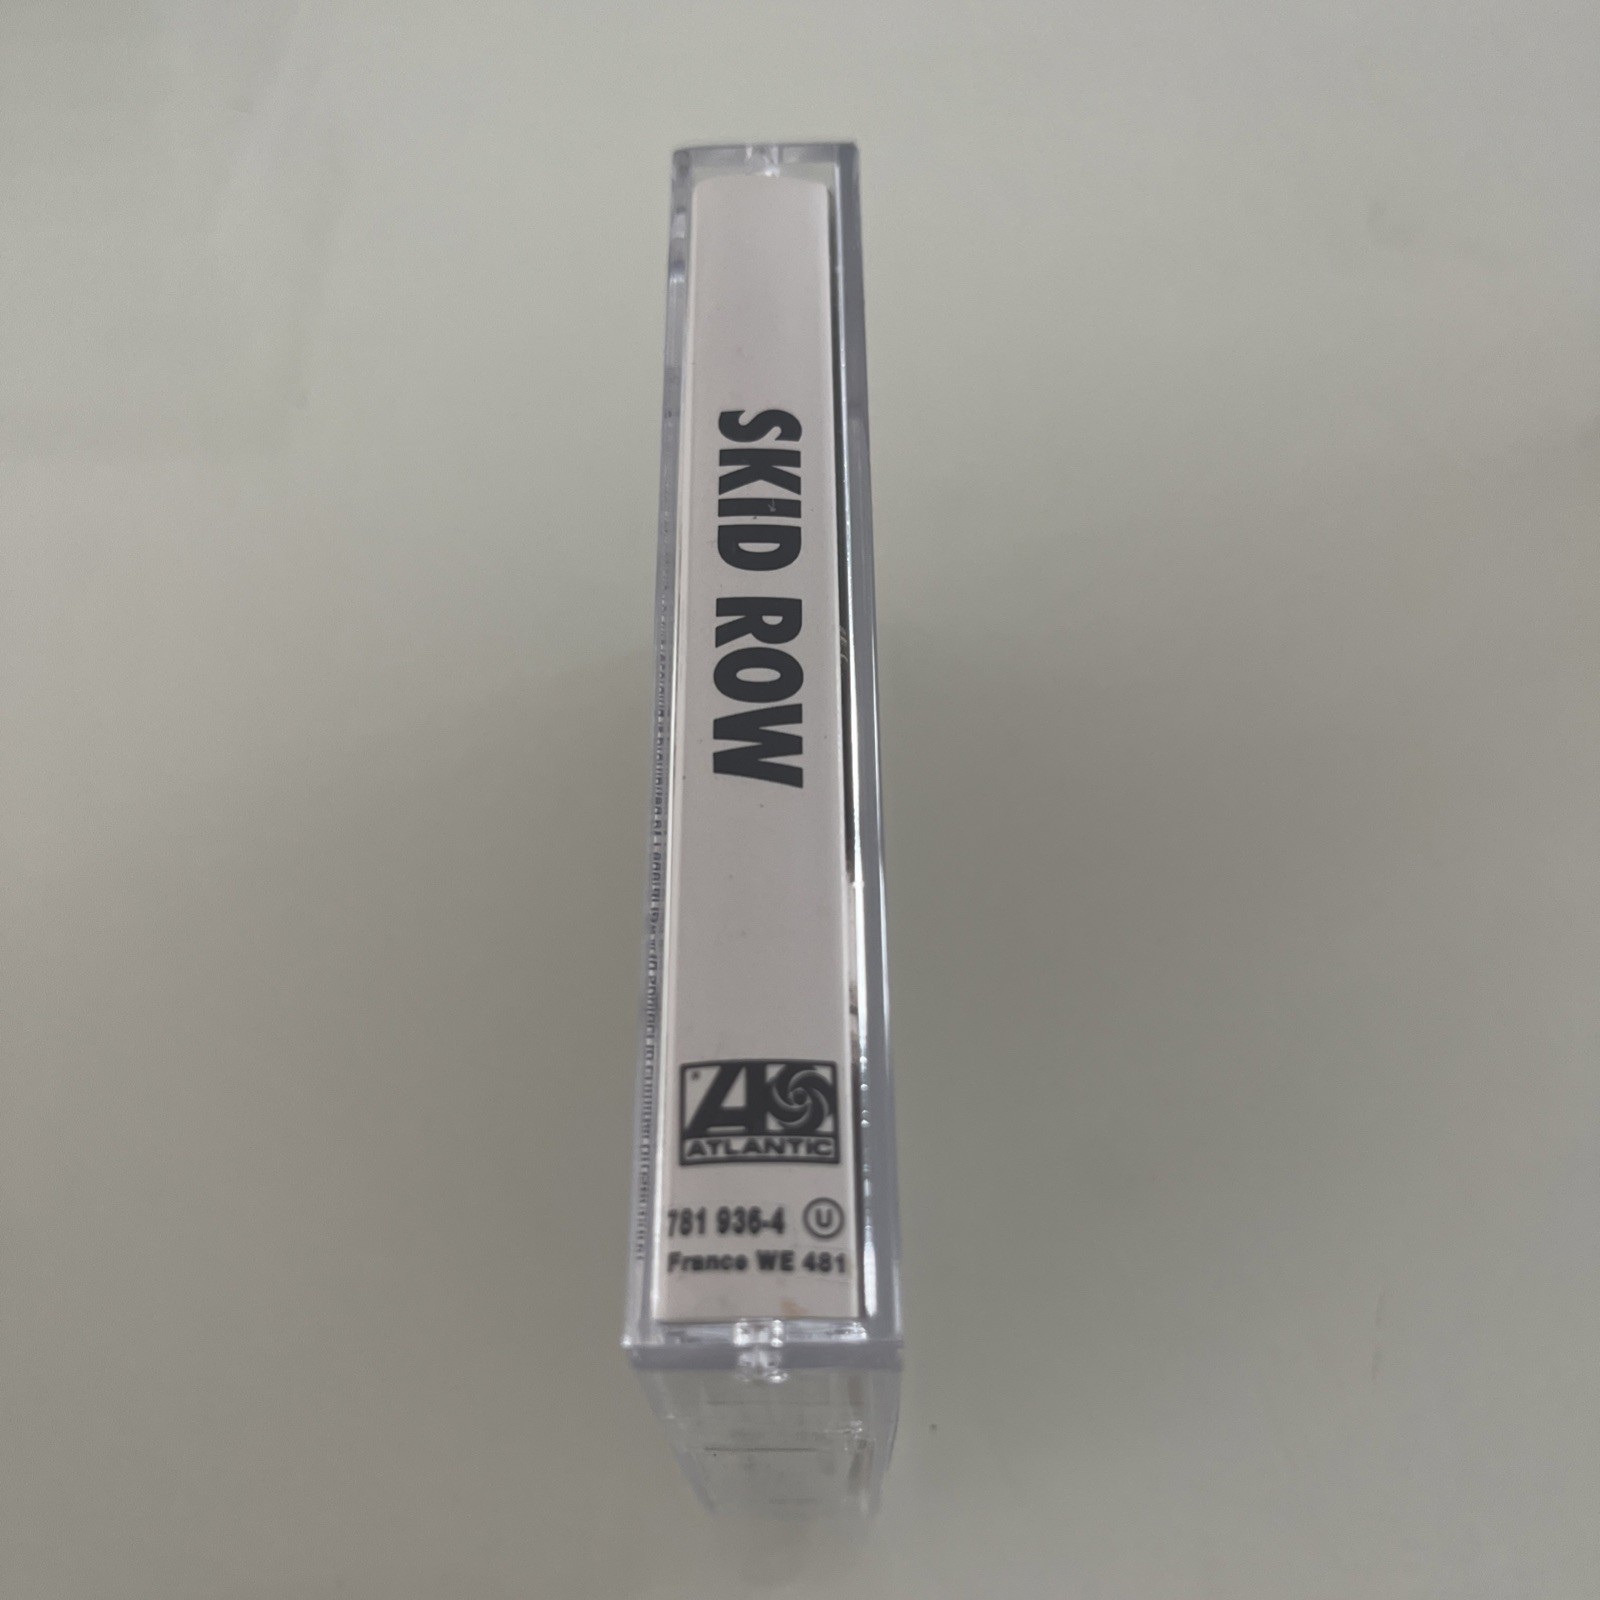 SKID ROW
ATLANTIC
781 936-4 U
France WE 481